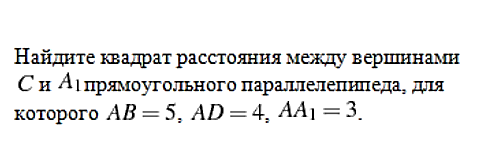 Найдите квадрат расстояния между вершинами
C и A₁ прямоугольного параллелепипеда, для
которого AB = 5, AD = 4, AA₁ = 3.